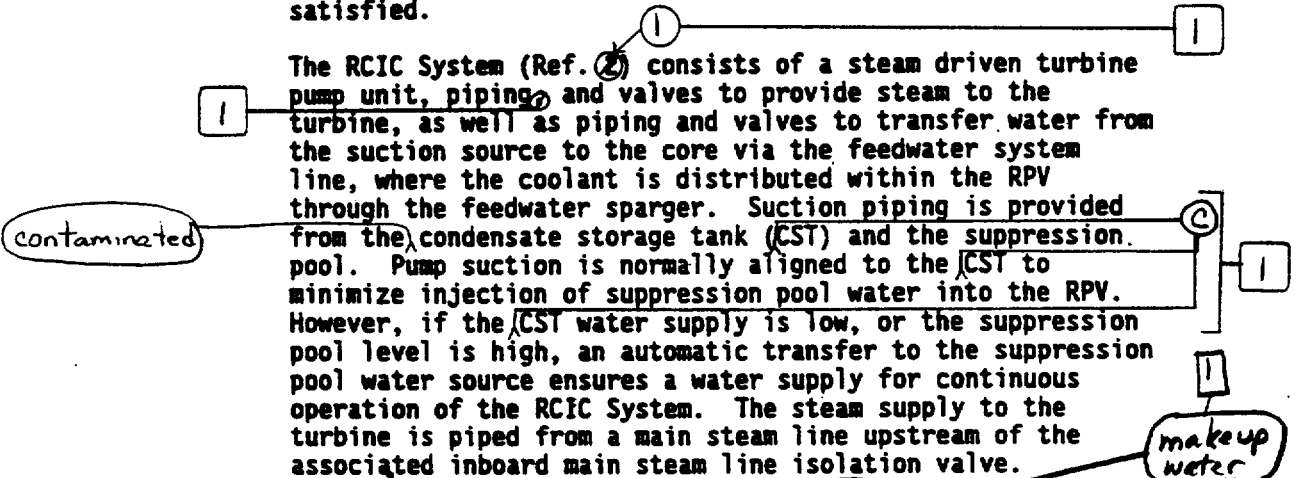 satisfied.
1
1
The RCIC System (Ref. 2) consists of a steam driven turbine
1
pump unit, piping, and valves to provide steam to the
turbine, as well as piping and valves to transfer water from
the suction source to the core via the feedwater system
line, where the coolant is distributed within the RPV
through the feedwater sparger. Suction piping is provided
C
contaminated
from the condensate storage tank (CST) and the suppression
pool. Pump suction is normally aligned to the CST to
1
minimize injection of suppression pool water into the RPV.
However, if the CST water supply is low, or the suppression
pool level is high, an automatic transfer to the suppression
pool water source ensures a water supply for continuous
1
operation of the RCIC System. The steam supply to the
turbine is piped from a main steam line upstream of the
makeup
water
associated inboard main steam line isolation valve.